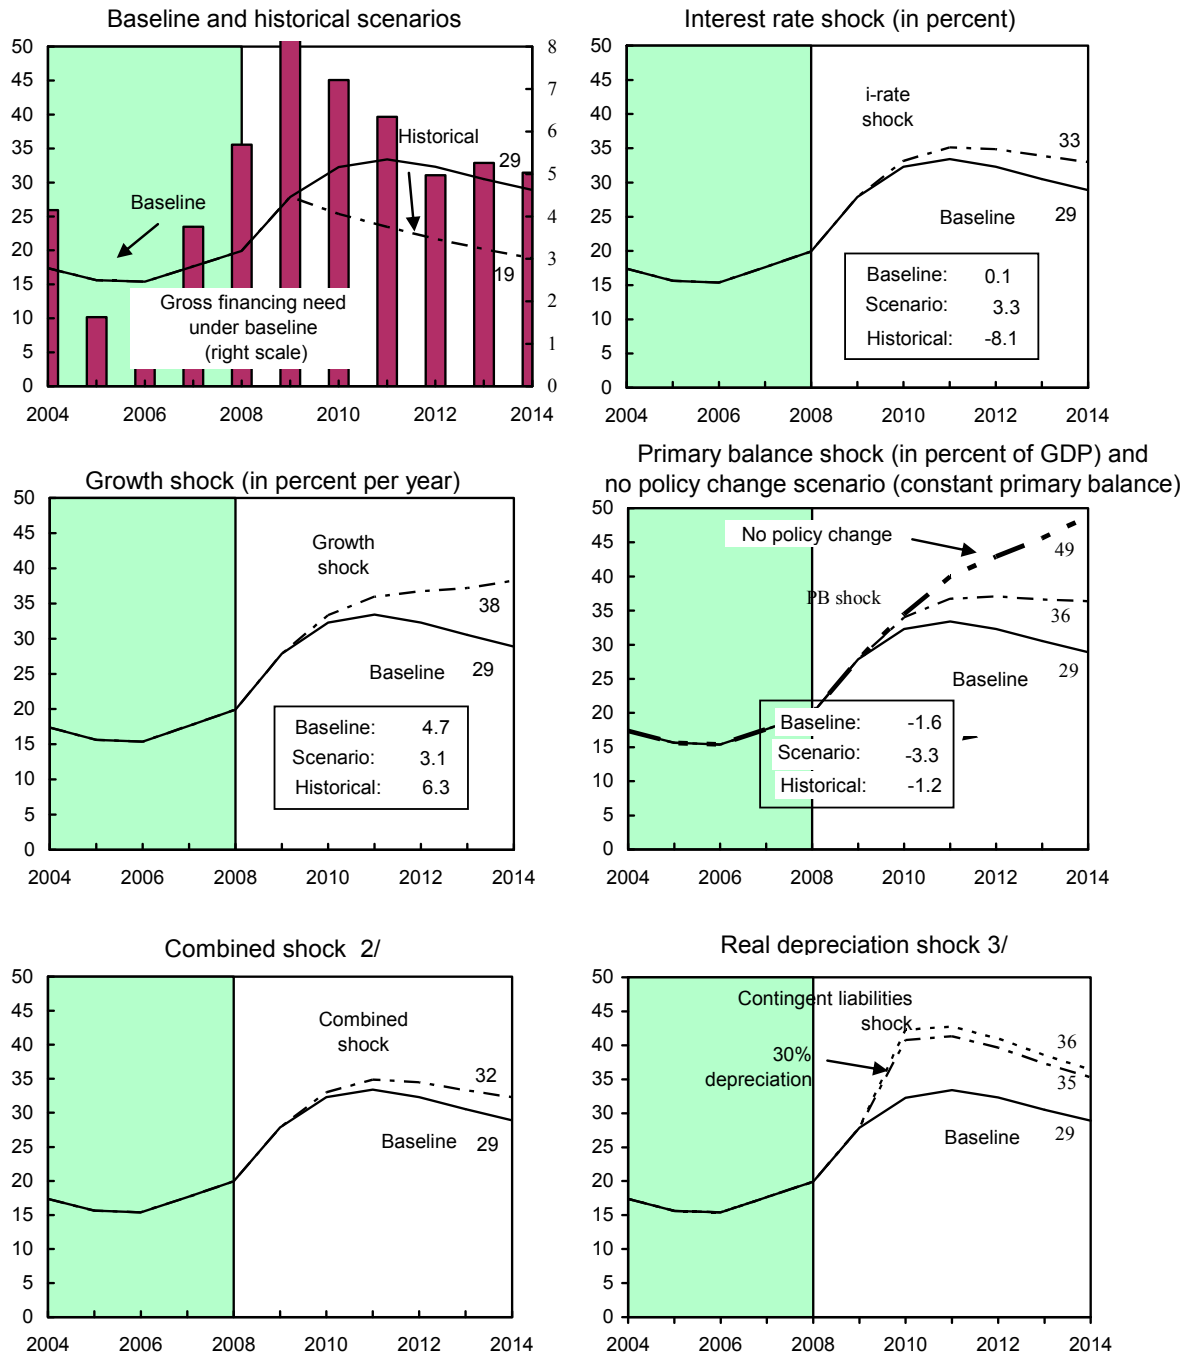 Baseline and historical scenarios
50
45
40
35
30
25
20
15
10
5
0
8
7
6
5
4
3
2
1
0
Historical
29
Baseline
19
Gross financing need
under baseline
(right scale)
2004 2006 2008 2010 2012 2014
Interest rate shock (in percent)
50
45
40
35
30
25
20
15
10
5
0
i-rate
shock
33
Baseline
29
Baseline: 0.1
Scenario: 3.3
Historical: -8.1
2004 2006 2008 2010 2012 2014
Growth shock (in percent per year)
50
45
40
35
30
25
20
15
10
5
0
Growth
shock
38
Baseline
29
Baseline: 4.7
Scenario: 3.1
Historical: 6.3
2004 2006 2008 2010 2012 2014
Primary balance shock (in percent of GDP) and
no policy change scenario (constant primary balance)
50
45
40
35
30
25
20
15
10
5
0
No policy change
49
PB shock
36
Baseline
29
Baseline: -1.6
Scenario: -3.3
Historical: -1.2
2004 2006 2008 2010 2012 2014
Combined shock 2/
50
45
40
35
30
25
20
15
10
5
0
Combined
shock
32
Baseline
29
2004 2006 2008 2010 2012 2014
Real depreciation shock 3/
50
45
40
35
30
25
20
15
10
5
0
Contingent liabilities
shock
30%
depreciation
36
35
Baseline
29
2004 2006 2008 2010 2012 2014